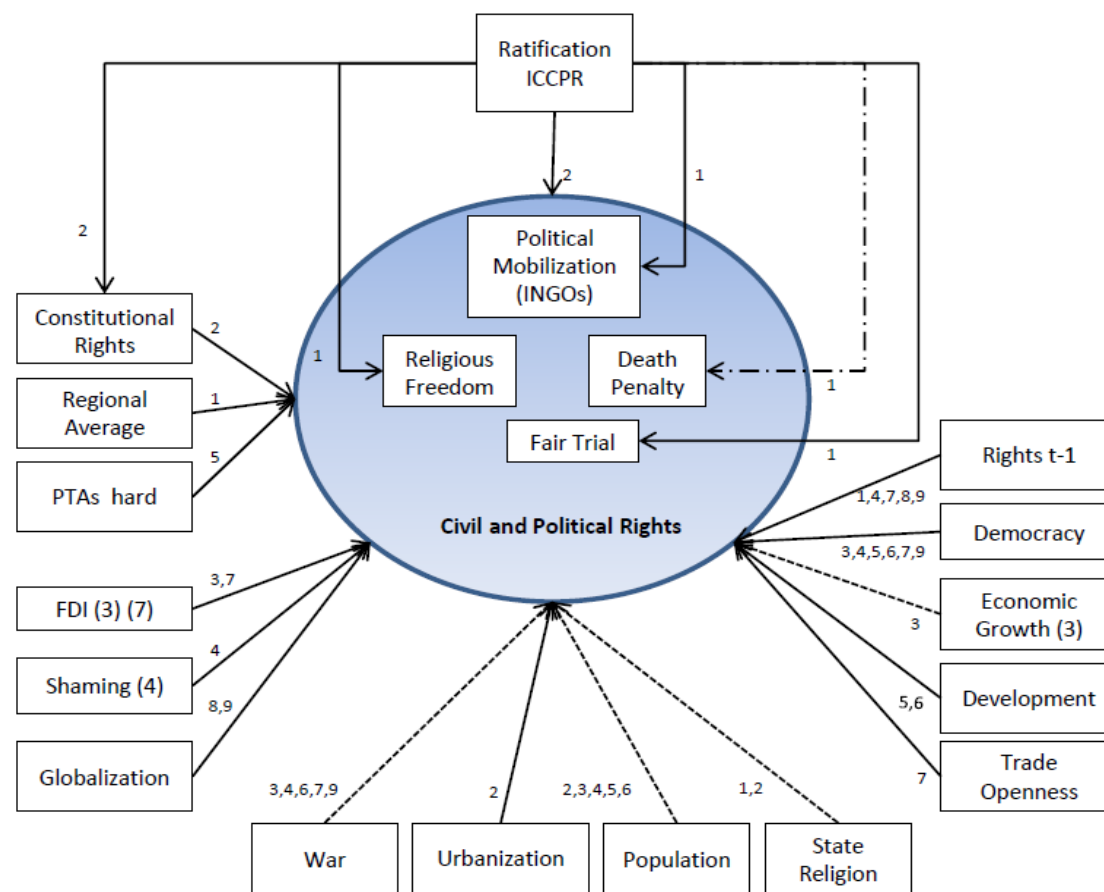 Ratification
ICCPR
2
1
2
Political
Mobilization
(INGOs)
Constitutional
Rights
2
1
Religious
Freedom
Death
Penalty
1
Regional
Average
1
Fair Trial
1
5
PTAs hard
Rights t-1
1,4,7,8,9
Civil and Political Rights
Democracy
3,4,5,6,7,9
3,7
FDI (3) (7)
Economic
Growth (3)
3
4
Shaming (4)
5,6
Development
8,9
Globalization
7
Trade
Openness
3,4,6,7,9
2
2,3,4,5,6
1,2
War
Urbanization
Population
State
Religion